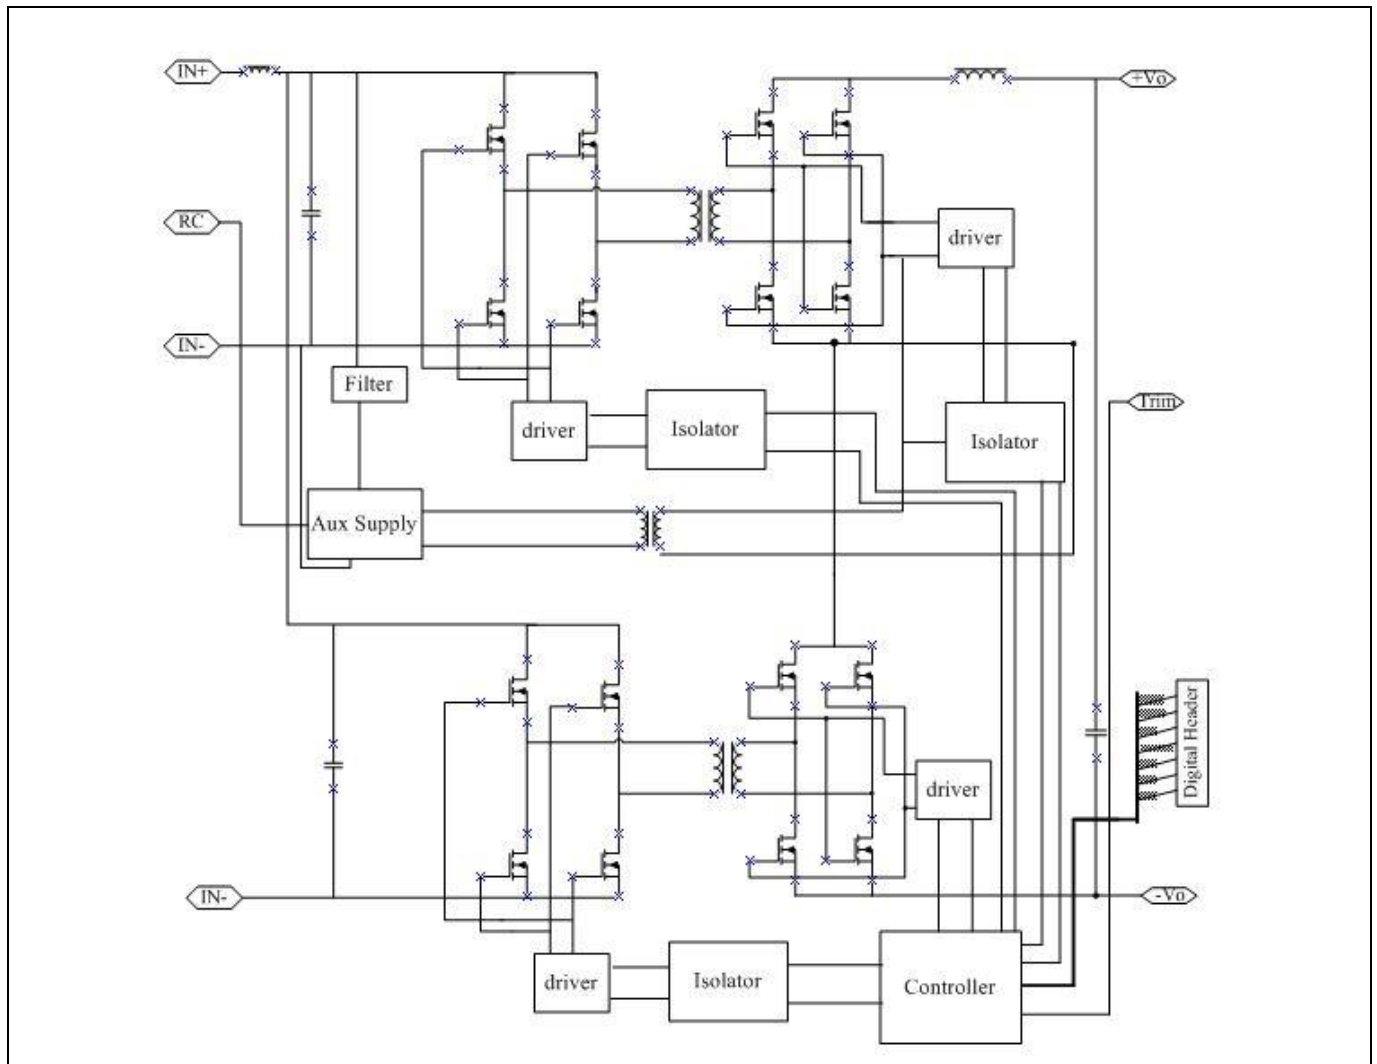 IN+
+Vo
RC
driver
IN-
Filter
Trim
driver
Isolator
Isolator
Aux Supply
Digital Header
driver
IN-
-Vo
driver
Isolator
Controller